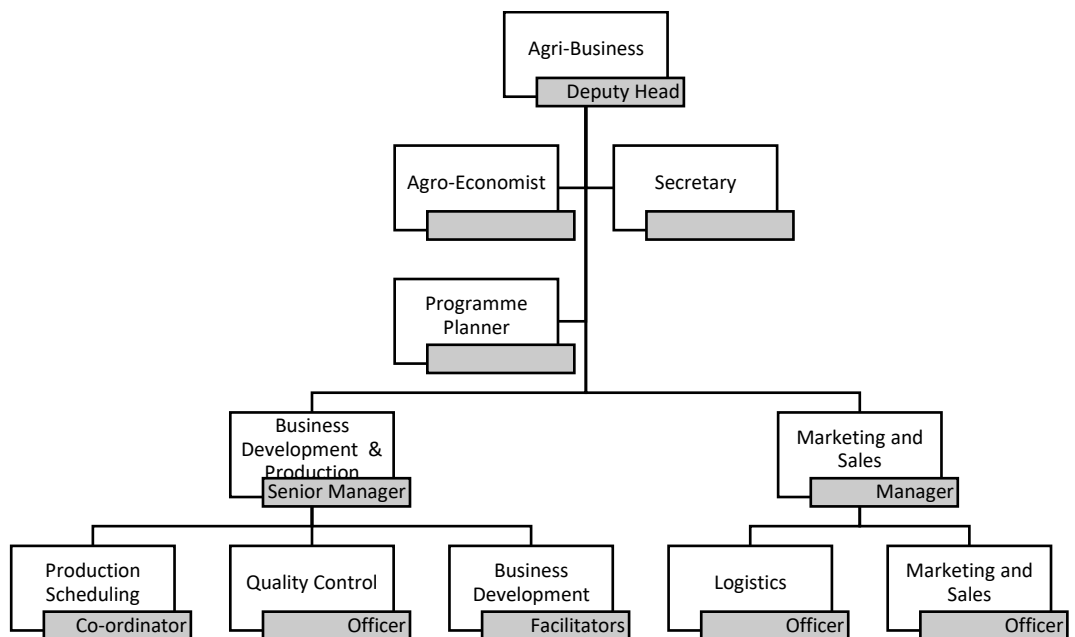 Agri-Business
Deputy Head
Agro-Economist
Secretary
Programme
Planner
Business
Development &
Production
Senior Manager
Marketing and
Sales
Manager
Production
Scheduling
Co-ordinator
Quality Control
Officer
Business
Development
Facilitators
Logistics
Officer
Marketing and
Sales
Officer